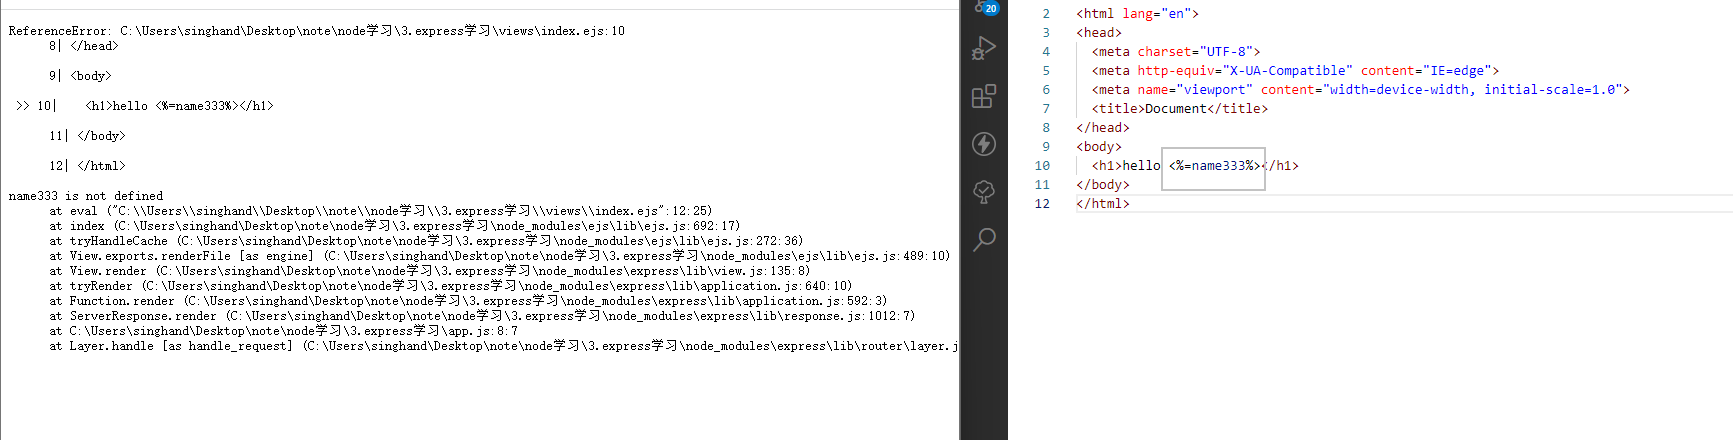 ReferenceError: C:\Users\singhand\Desktop\note\node学习\3.express学习\views\index.ejs:10
8| </head>
9| <body>
>> 10|    <h1>hello <%=name333%></h1>
11| </body>
12| </html>
name333 is not defined
at eval ("C:\\Users\\singhand\\Desktop\\note\\node学习\\3.express学习\\views\\index.ejs":12:25)
at index (C:\Users\singhand\Desktop\note\node学习\3.express学习\node_modules\ejs\lib\ejs.js:692:17)
at tryHandleCache (C:\Users\singhand\Desktop\note\node学习\3.express学习\node_modules\ejs\lib\ejs.js:272:36)
at View.exports.renderFile [as engine] (C:\Users\singhand\Desktop\note\node学习\3.express学习\node_modules\ejs\lib\ejs.js:489:10)
at View.render (C:\Users\singhand\Desktop\note\node学习\3.express学习\node_modules\express\lib\view.js:135:8)
at tryRender (C:\Users\singhand\Desktop\note\node学习\3.express学习\node_modules\express\lib\application.js:640:10)
at Function.render (C:\Users\singhand\Desktop\note\node学习\3.express学习\node_modules\express\lib\application.js:592:3)
at ServerResponse.render (C:\Users\singhand\Desktop\note\node学习\3.express学习\node_modules\express\lib\response.js:1012:7)
at C:\Users\singhand\Desktop\note\node学习\3.express学习\app.js:8:7
at Layer.handle [as handle_request] (C:\Users\singhand\Desktop\note\node学习\3.express学习\node_modules\express\lib\router\layer.j
20
2 <html lang="en">
3 <head>
4 <meta charset="UTF-8">
5 <meta http-equiv="X-UA-Compatible" content="IE=edge">
6 <meta name="viewport" content="width=device-width, initial-scale=1.0">
7 <title>Document</title>
8 </head>
9 <body>
10 <h1>hello <%=name333%></h1>
11 </body>
12 </html>